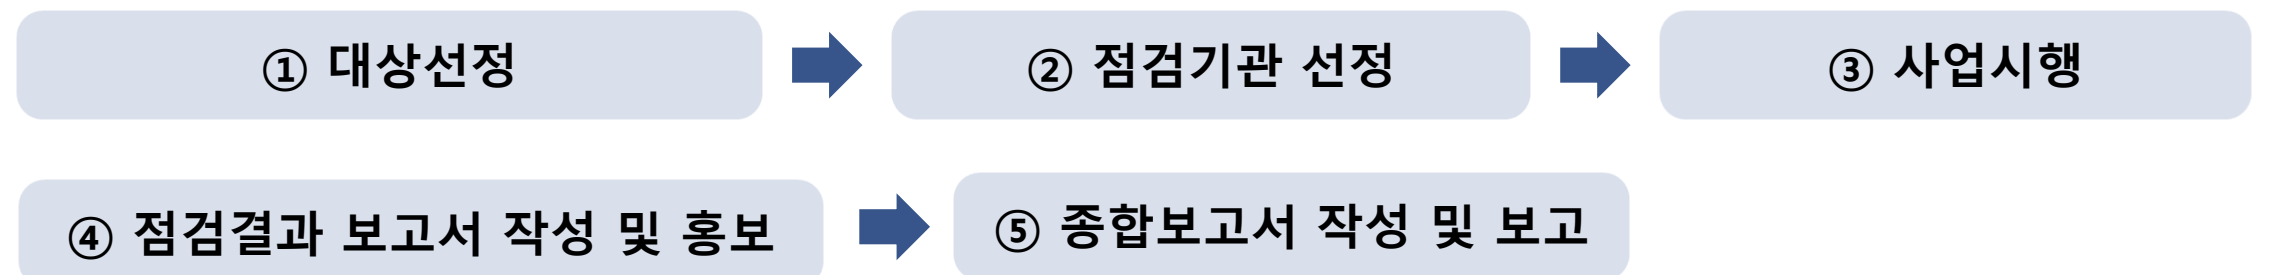 ① 대상선정
② 점검기관 선정
③ 사업시행
④ 점검결과 보고서 작성 및 홍보
⑤ 종합보고서 작성 및 보고